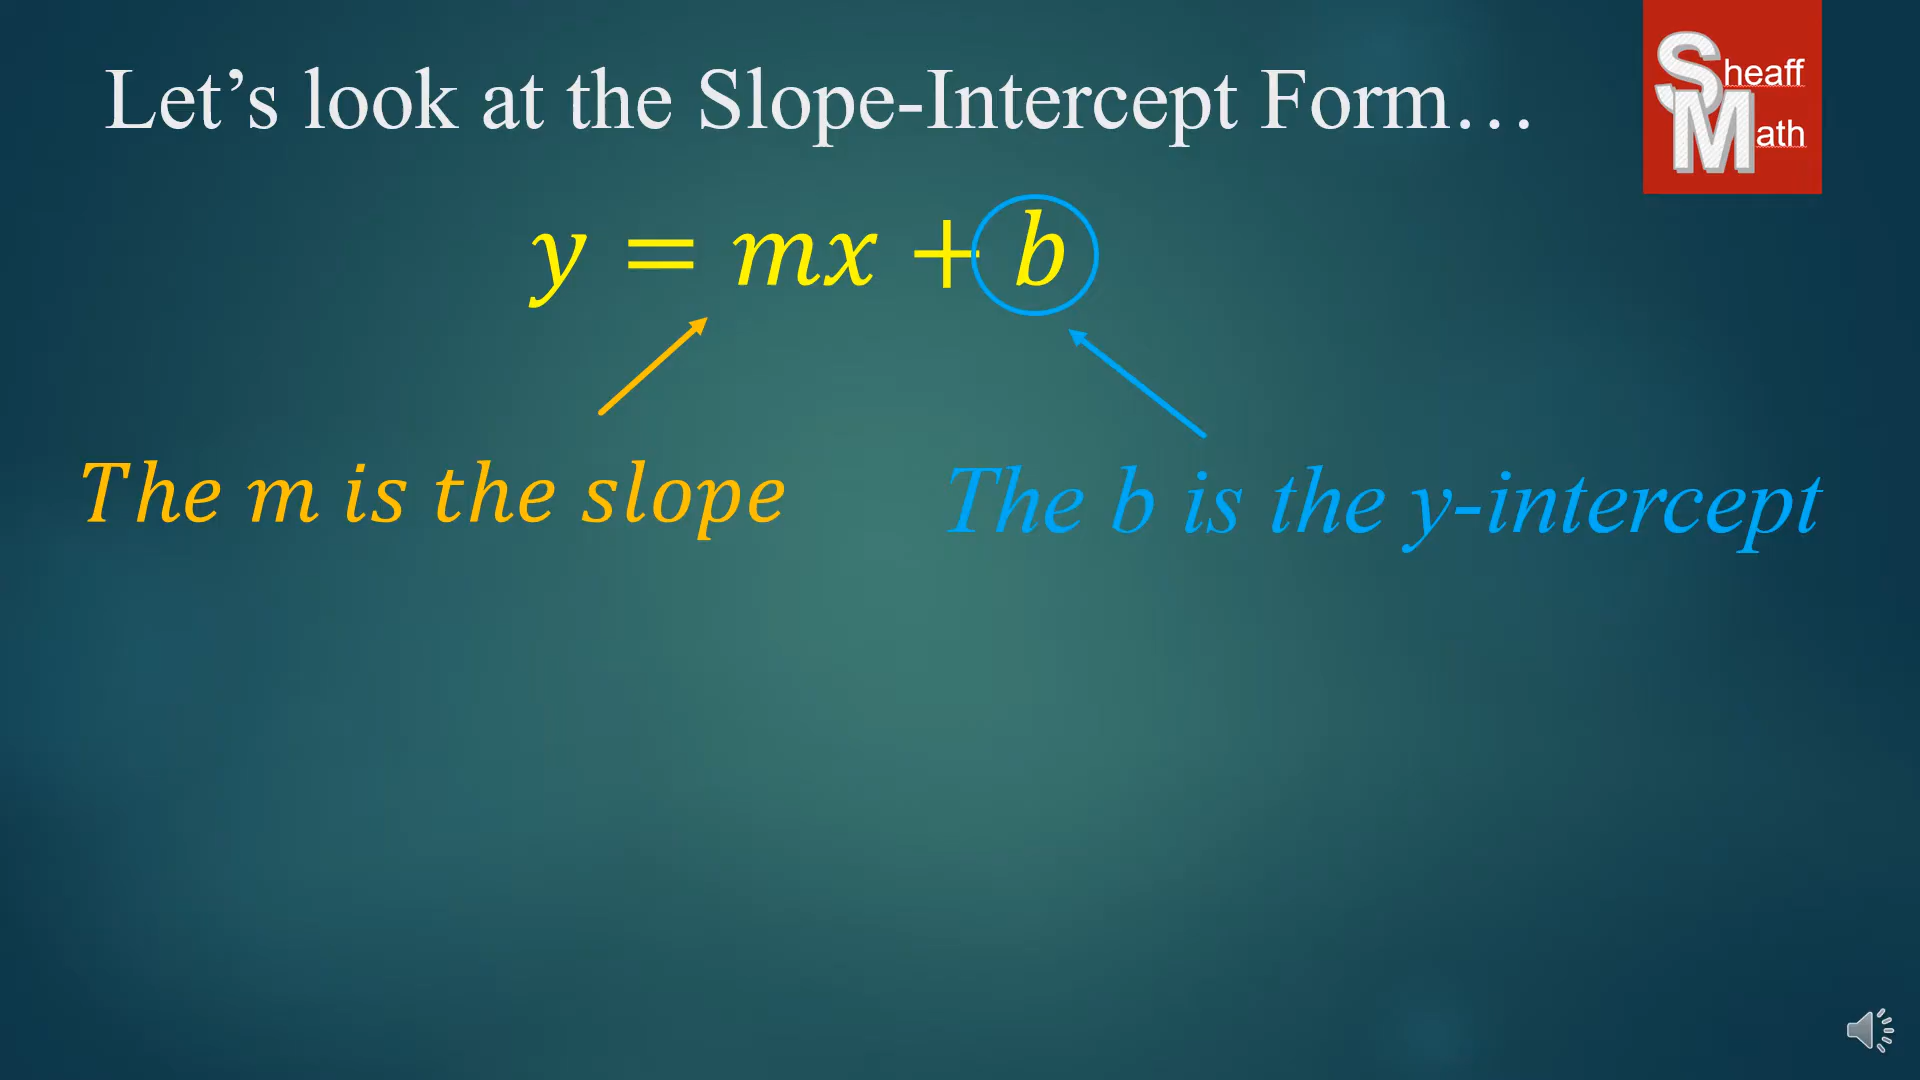 Let’s look at the Slope-Intercept Form…
Sheaff
Math
y = mx + b
The m is the slope
The b is the y-intercept